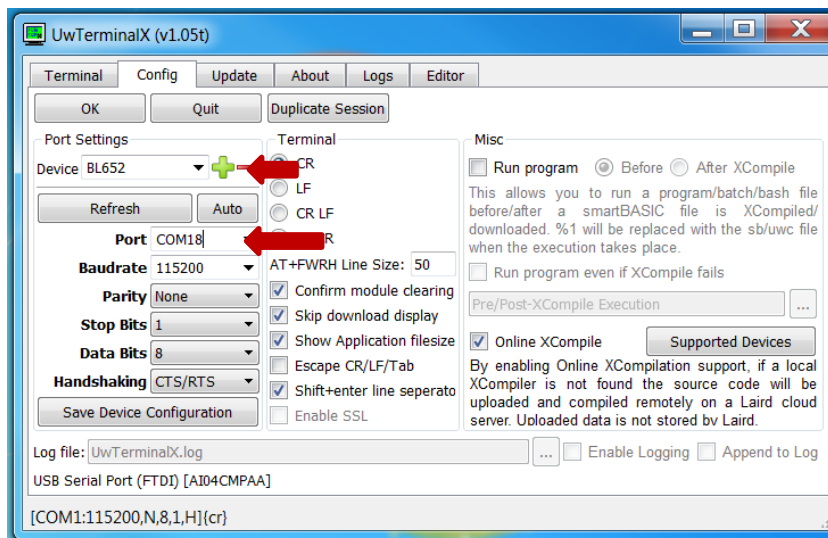 UwTerminalX (v1.05t)
Terminal Config Update About Logs Editor
OK Quit Duplicate Session
Port Settings
Device BL652
Refresh Auto
Port COM18
Baudrate 115200
Parity None
Stop Bits 1
Data Bits 8
Handshaking CTS/RTS
Save Device Configuration
Terminal
CR
LF
CR LF
R
AT+FWRH Line Size: 50
Confirm module clearing
Skip download display
Show Application filesize
Escape CR/LF/Tab
Shift+enter line seperato
Enable SSL
Misc
Run program Before After XCompile
This allows you to run a program/batch/bash file
before/after a smartBASIC file is XCompiled/
downloaded. %1 will be replaced with the sb/uwc file
when the execution takes place.
Run program even if XCompile fails
Pre/Post-XCompile Execution ...
Online XCompile Supported Devices
By enabling Online XCompilation support, if a local
XCompiler is not found the source code will be
uploaded and compiled remotely on a Laird cloud
server. Uploaded data is not stored by Laird.
Log file: UwTerminalX.log ... Enable Logging Append to Log
USB Serial Port (FTDI) [AI04CMPAA]
[COM1:115200,N,8,1,H]{cr}